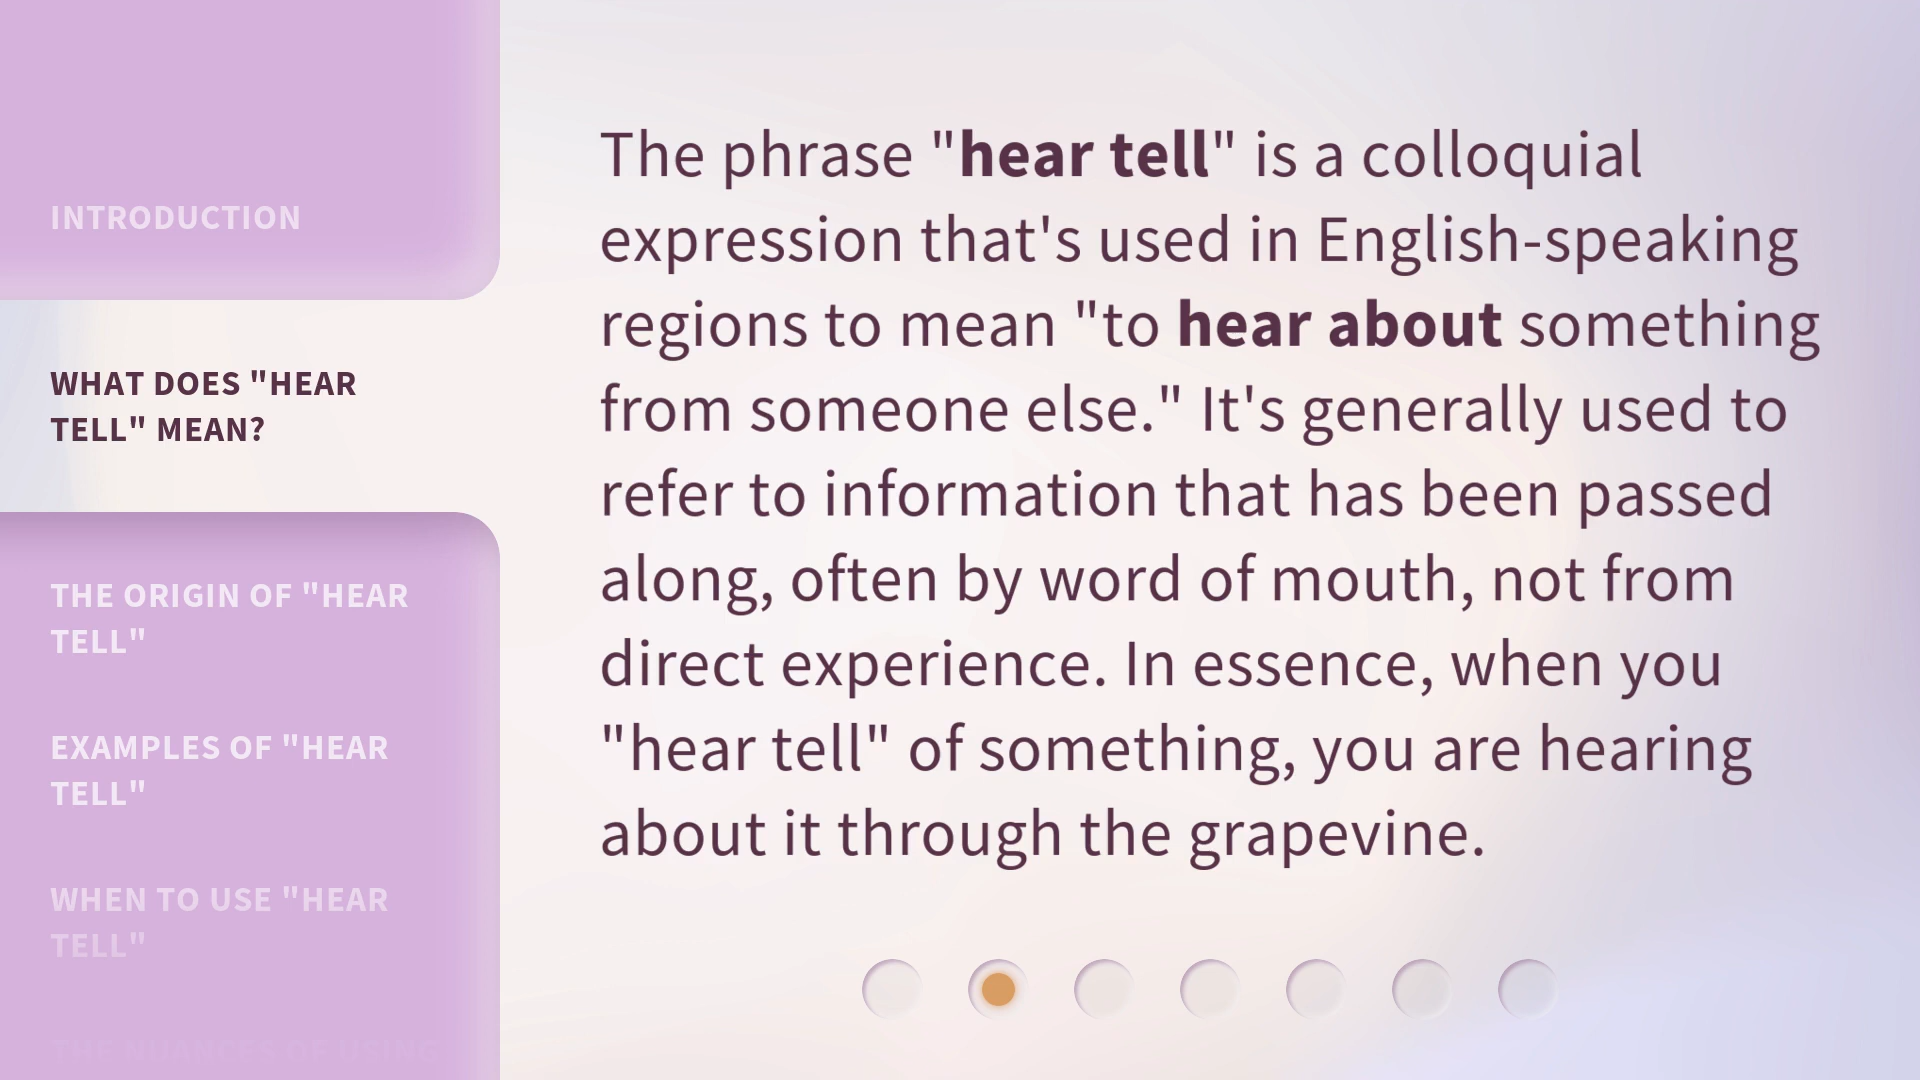 INTRODUCTION
WHAT DOES "HEAR
TELL" MEAN?
THE ORIGIN OF "HEAR
TELL"
EXAMPLES OF "HEAR
TELL"
WHEN TO USE "HEAR
TELL"
THE NUANCES OF USING
The phrase "hear tell" is a colloquial
expression that's used in English-speaking
regions to mean "to hear about something
from someone else." It's generally used to
refer to information that has been passed
along, often by word of mouth, not from
direct experience. In essence, when you
"hear tell" of something, you are hearing
about it through the grapevine.